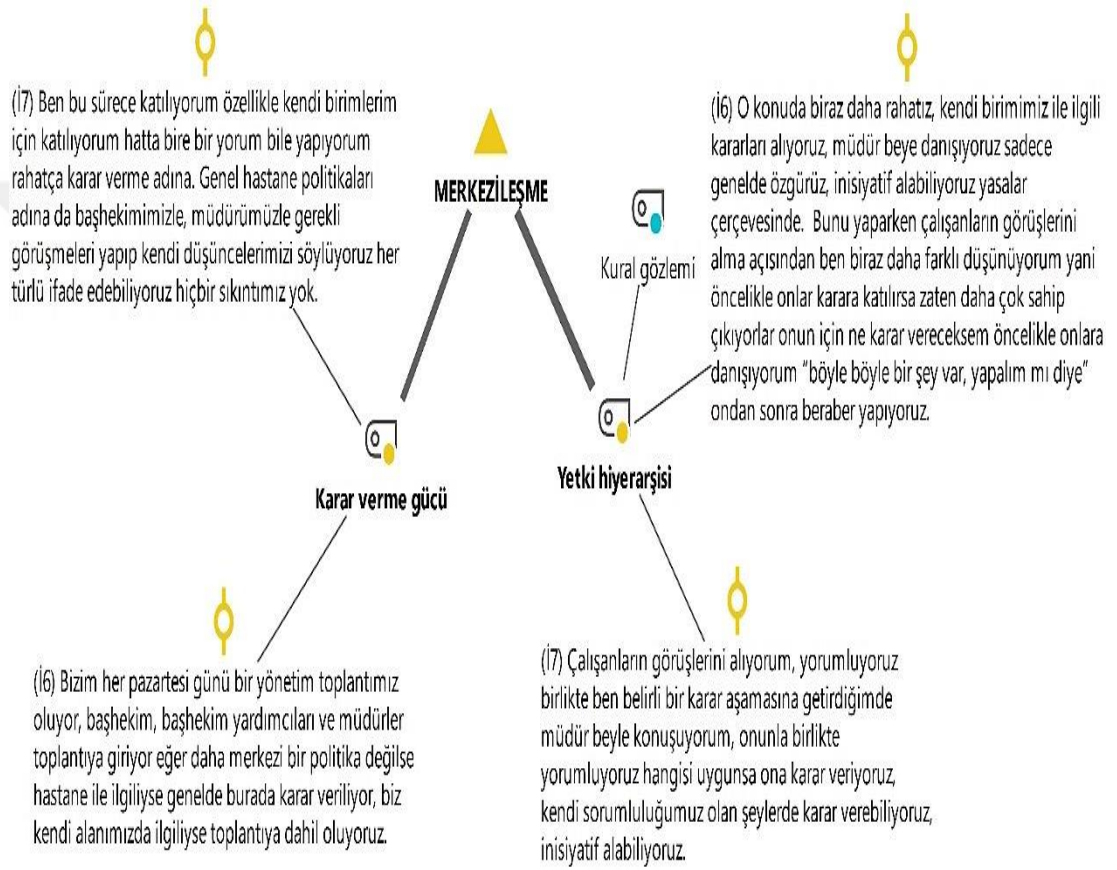 (İ7) Ben bu sürece katılıyorum özellikle kendi birimlerim
için katılıyorum hatta bire bir yorum bile yapıyorum
rahatça karar verme adına. Genel hastane politikaları
adına da başhekimimizle, müdürümüzle gerekli
görüşmeleri yapıp kendi düşüncelerimizi söylüyoruz her
türlü ifade edebiliyoruz hiçbir sıkıntımız yok.
MERKEZİLEŞME
Kural gözlemi
(İ6) O konuda biraz daha rahatız, kendi birimimiz ile ilgili
kararları alıyoruz, müdür beye danışıyoruz sadece
genelde özgürüz, inisiyatif alabiliyoruz yasalar
çerçevesinde. Bunu yaparken çalışanların görüşlerini
alma açısından ben biraz daha farklı düşünüyorum yani
öncelikle onlar karara katılırsa zaten daha çok sahip
çıkıyorlar onun için ne karar vereceksem öncelikle onlara
danışıyorum "böyle böyle bir şey var, yapalım mı diye"
ondan sonra beraber yapıyoruz.
Karar verme gücü
Yetki hiyerarşisi
(İ6) Bizim her pazartesi günü bir yönetim toplantımız
oluyor, başhekim, başhekim yardımcıları ve müdürler
toplantıya giriyor eğer daha merkezi bir politika değilse
hastane ile ilgiliyse genelde burada karar veriliyor, biz
kendi alanımızda ilgiliyse toplantıya dahil oluyoruz.
(İ7) Çalışanların görüşlerini alıyorum, yorumluyoruz
birlikte ben belirli bir karar aşamasına getirdiğimde
müdür beyle konuşuyorum, onunla birlikte
yorumluyoruz hangisi uygunsa ona karar veriyoruz,
kendi sorumluluğumuz olan şeylerde karar verebiliyoruz,
inisiyatif alabiliyoruz.